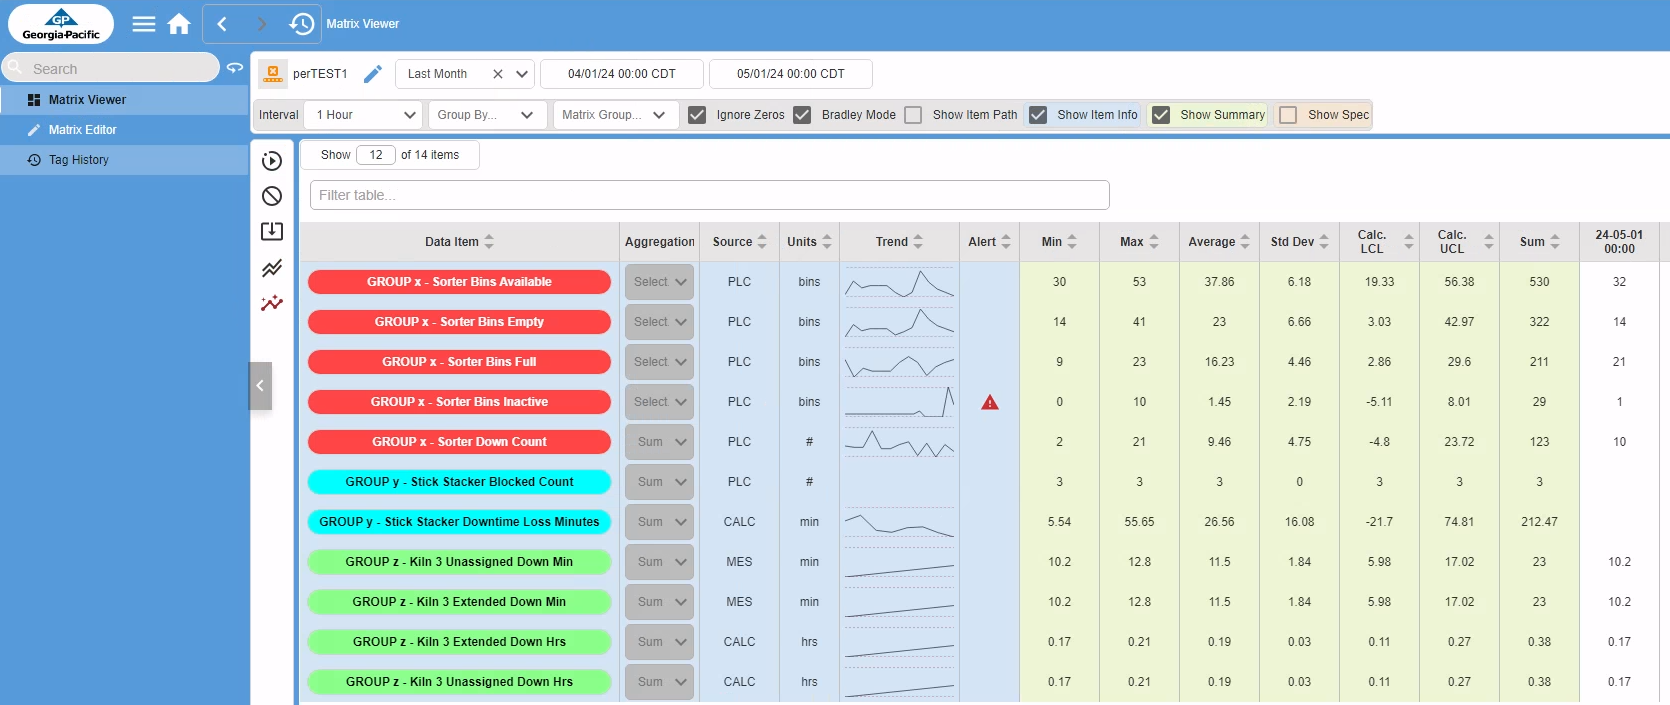 GP
Georgia-Pacific
Matrix Viewer
Search
Matrix Viewer
Matrix Editor
Tag History
perTEST1
Last Month
04/01/24 00:00 CDT
05/01/24 00:00 CDT
Interval
1 Hour
Group By...
Matrix Group...
Ignore Zeros
Bradley Mode
Show Item Path
Show Item Info
Show Summary
Show Spec
Show 12 of 14 items
Filter table...
Data Item Aggregation Source Units Trend Alert Min Max Average Std Dev Calc. LCL Calc. UCL Sum 24-05-01 00:00
GROUP x - Sorter Bins Available Select PLC bins 30 53 37.86 6.18 19.33 56.38 530 32
GROUP x - Sorter Bins Empty Select PLC bins 14 41 23 6.66 3.03 42.97 322 14
GROUP x - Sorter Bins Full Select PLC bins 9 23 16.23 4.46 2.86 29.6 211 21
GROUP x - Sorter Bins Inactive Select PLC bins 0 10 1.45 2.19 -5.11 8.01 29 1
GROUP x - Sorter Down Count Sum PLC # 2 21 9.46 4.75 -4.8 23.72 123 10
GROUP y - Stick Stacker Blocked Count Sum PLC # 3 3 3 0 3 3 3
GROUP y - Stick Stacker Downtime Loss Minutes Sum CALC min 5.54 55.65 26.56 16.08 -21.7 74.81 212.47
GROUP z - Kiln 3 Unassigned Down Min Sum MES min 10.2 12.8 11.5 1.84 5.98 17.02 23 10.2
GROUP z - Kiln 3 Extended Down Min Sum MES min 10.2 12.8 11.5 1.84 5.98 17.02 23 10.2
GROUP z - Kiln 3 Extended Down Hrs Sum CALC hrs 0.17 0.21 0.19 0.03 0.11 0.27 0.38 0.17
GROUP z - Kiln 3 Unassigned Down Hrs Sum CALC hrs 0.17 0.21 0.19 0.03 0.11 0.27 0.38 0.17